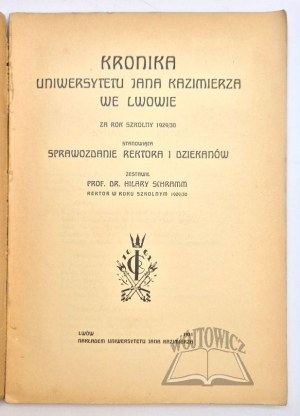 KRONIKA
UNIWERSYTETU JANA KAZIMIERZA
WE LWOWIE
ZA ROK SZKOLNY 1929/30
STANOWIĄCA
SPRAWOZDANIE REKTORA I DZIEKANÓW
ZESTAWIŁ
PROF. DR. HILARY SCHRAMM
REKTOR W ROKU SZKOLNYM 1929/30
LWÓW
NAKŁADEM UNIWERSYTETU JANA KAZIMIERZA
WÓJTOWICZ